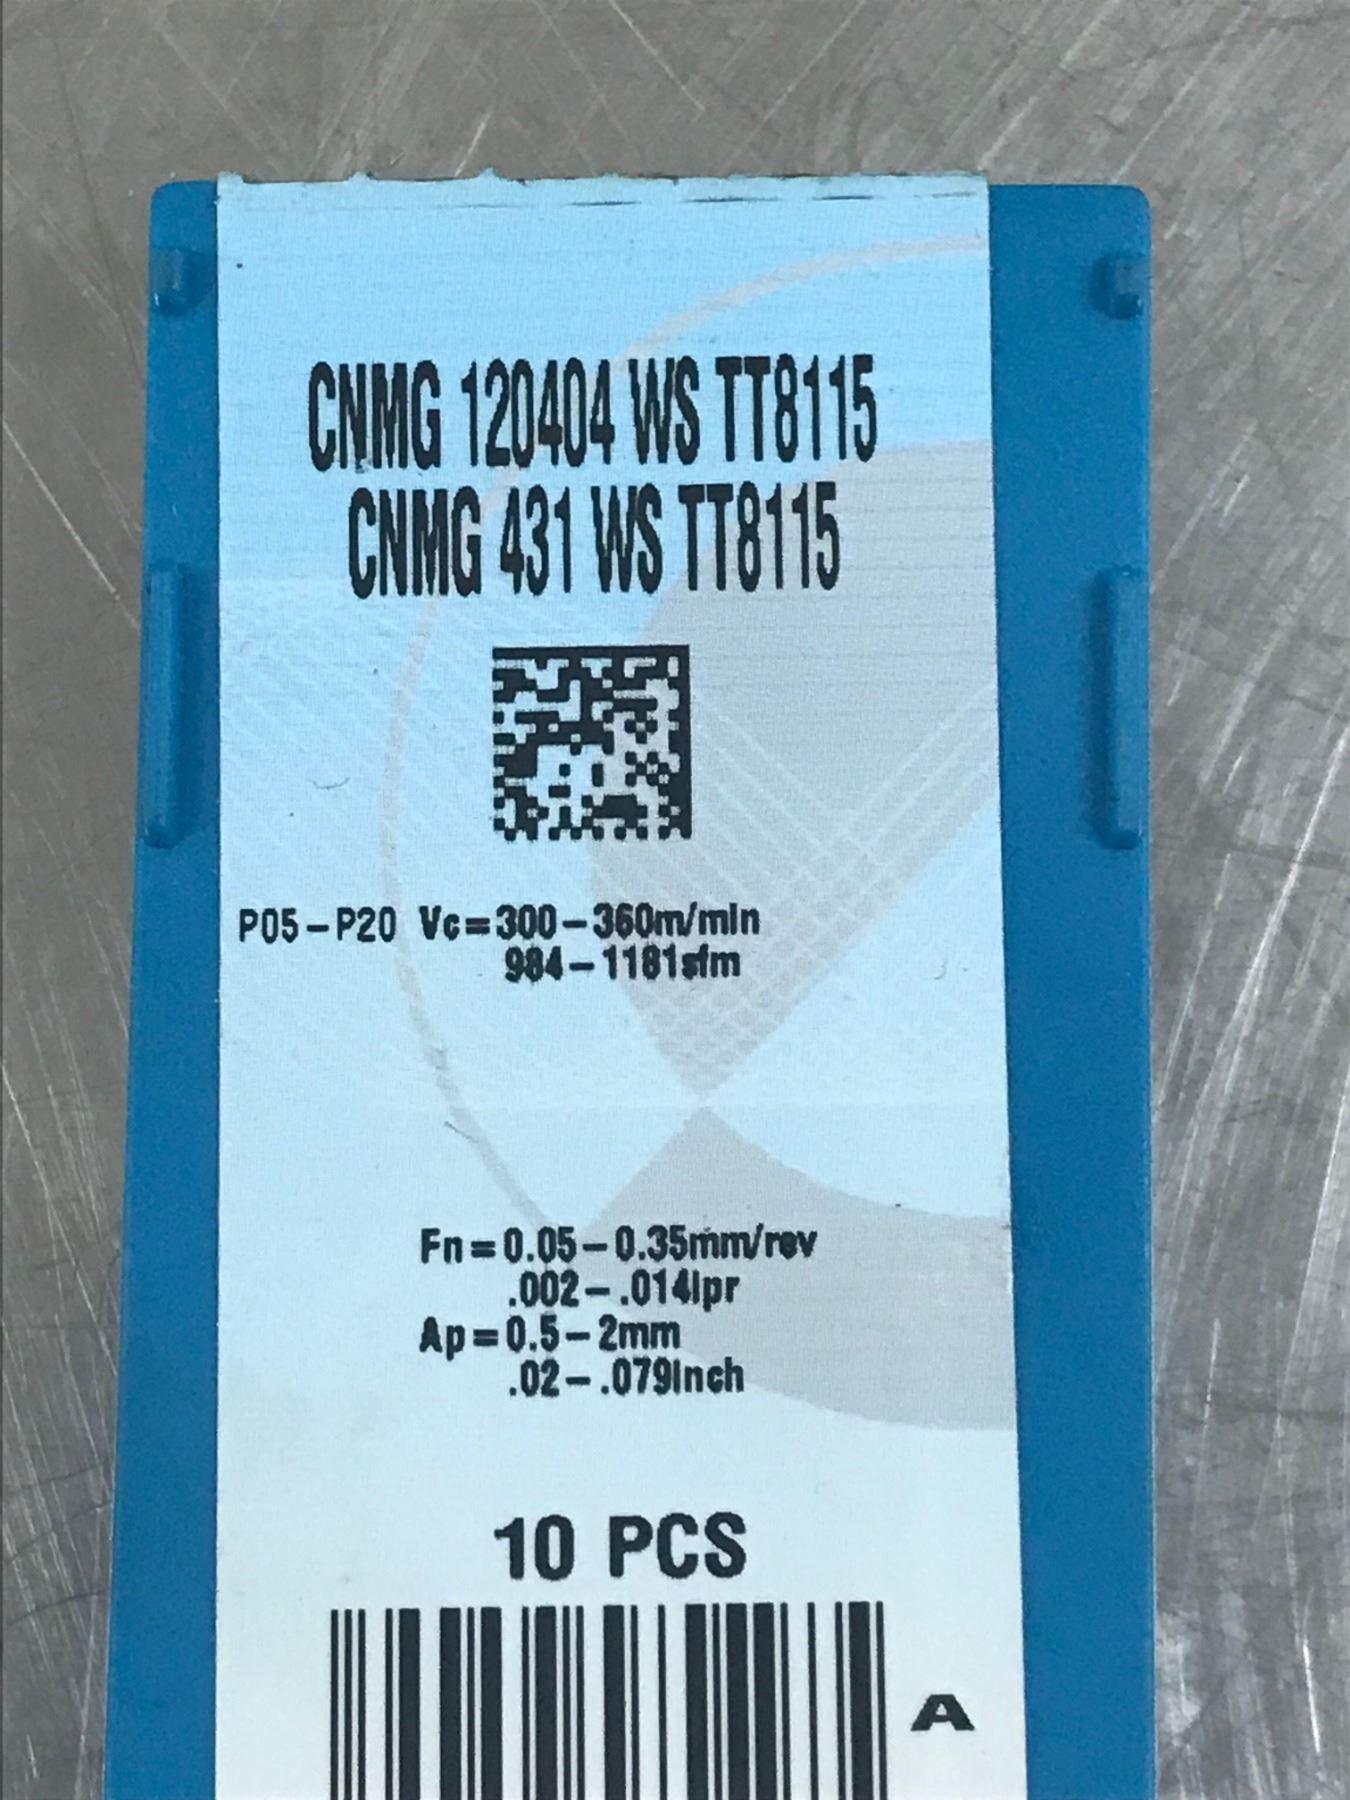 CNMG 120404 WS TT8115
CNMG 431 WS TT8115
P05-P20 Vc=300-360m/min
984-1181sfm
Fn=0.05-0.35mm/rev
.002-.014ipr
Ap=0.5-2mm
.02-.079inch
10 PCS
A